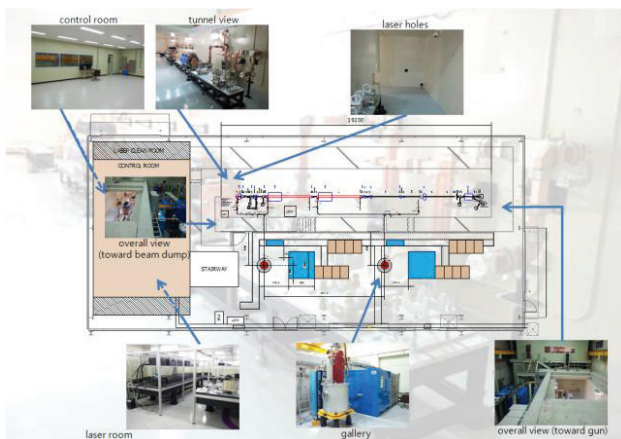 control room
tunnel view
laser holes
19200
LASER CLEAN ROOM
CONTROL ROOM
overall view
(toward beam dump)
STAIRWAY
laser room
gallery
overall view (toward gun)